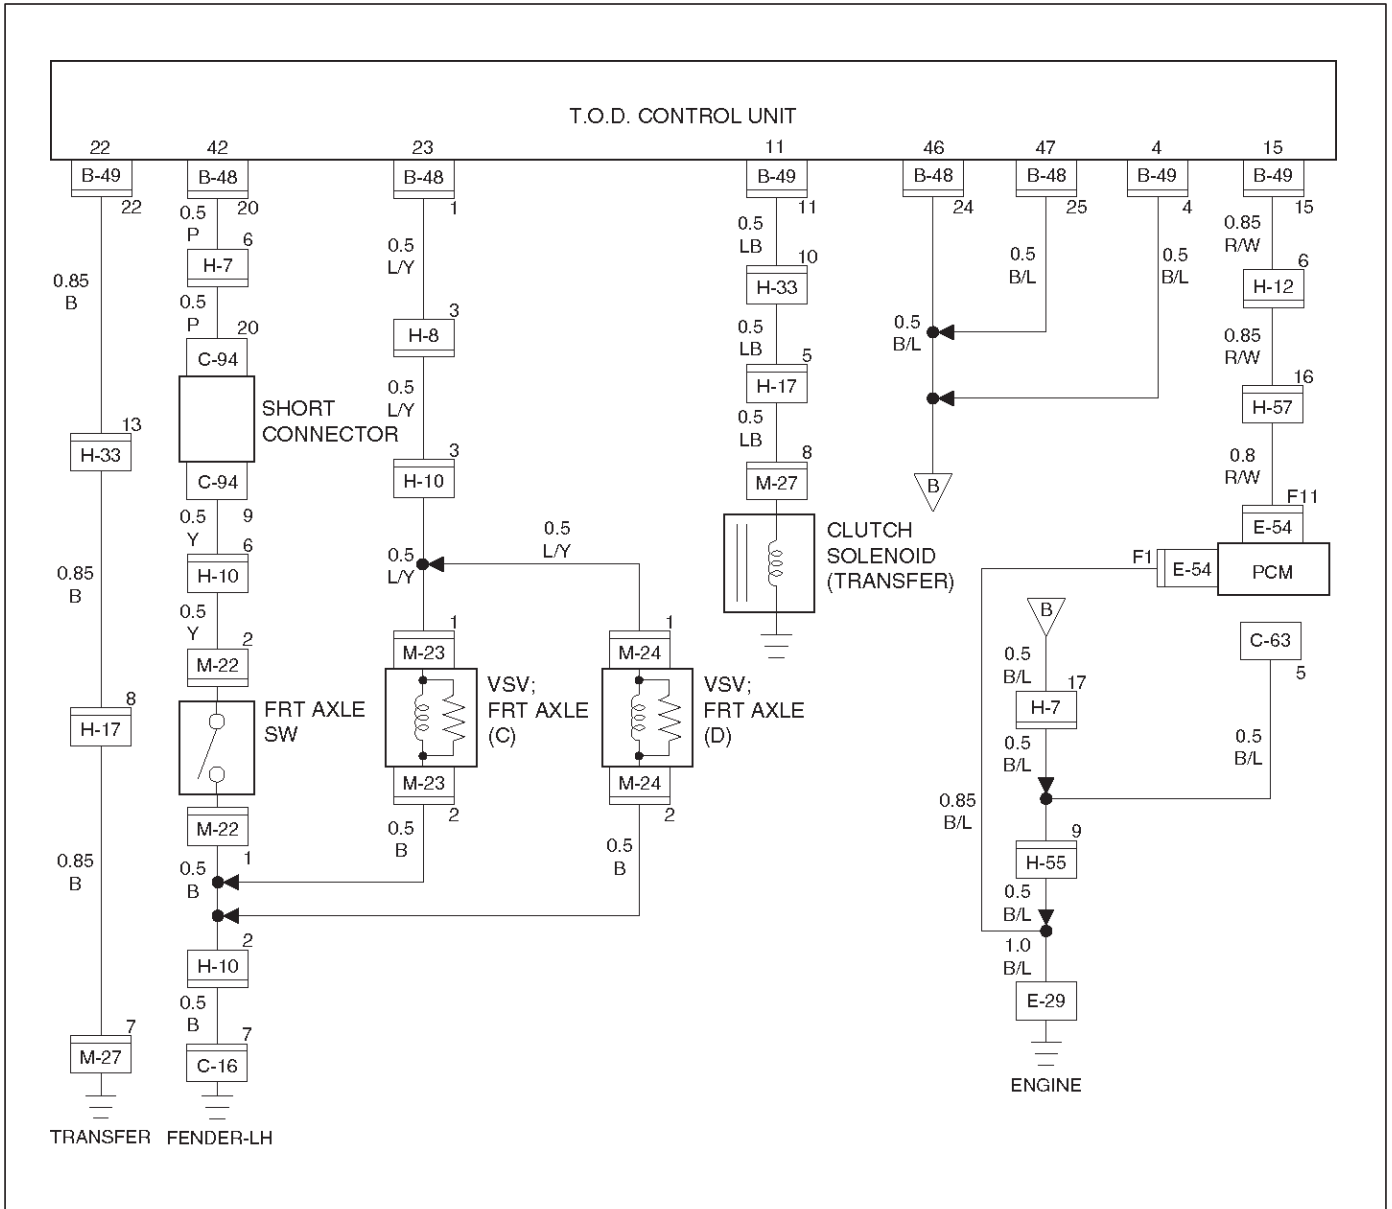 T.O.D. CONTROL UNIT
22 42 23 11 46 47 4 15
B-49 B-48 B-48 B-49 B-48 B-48 B-49 B-49
22 20 1 11 24 25 4 15
0.5
P
6
H-7
0.5
P
20
C-94
SHORT
CONNECTOR
C-94
9
0.5
Y
6
H-10
0.5
Y
2
M-22
FRT AXLE
SW
M-22
1
0.5
B
2
H-10
0.5
B
7
C-16
FENDER-LH
0.85
B
13
H-33
0.85
B
8
H-17
0.85
B
7
M-27
TRANSFER
0.5
L/Y
3
H-8
0.5
L/Y
3
H-10
0.5
L/Y
0.5
L/Y
1
M-23
VSV;
FRT AXLE
(C)
M-23
2
0.5
B
1
M-24
VSV;
FRT AXLE
(D)
M-24
2
0.5
B
0.5
LB
10
H-33
0.5
LB
5
H-17
0.5
LB
8
M-27
CLUTCH
SOLENOID
(TRANSFER)
0.5
B/L
0.5
B/L
0.5
B/L
B
0.85
R/W
6
H-12
0.85
R/W
16
H-57
0.8
R/W
F11
E-54
F1
E-54
PCM
C-63
5
0.5
B/L
B
0.5
B/L
17
H-7
0.5
B/L
0.85
B/L
9
H-55
0.5
B/L
1.0
B/L
E-29
ENGINE